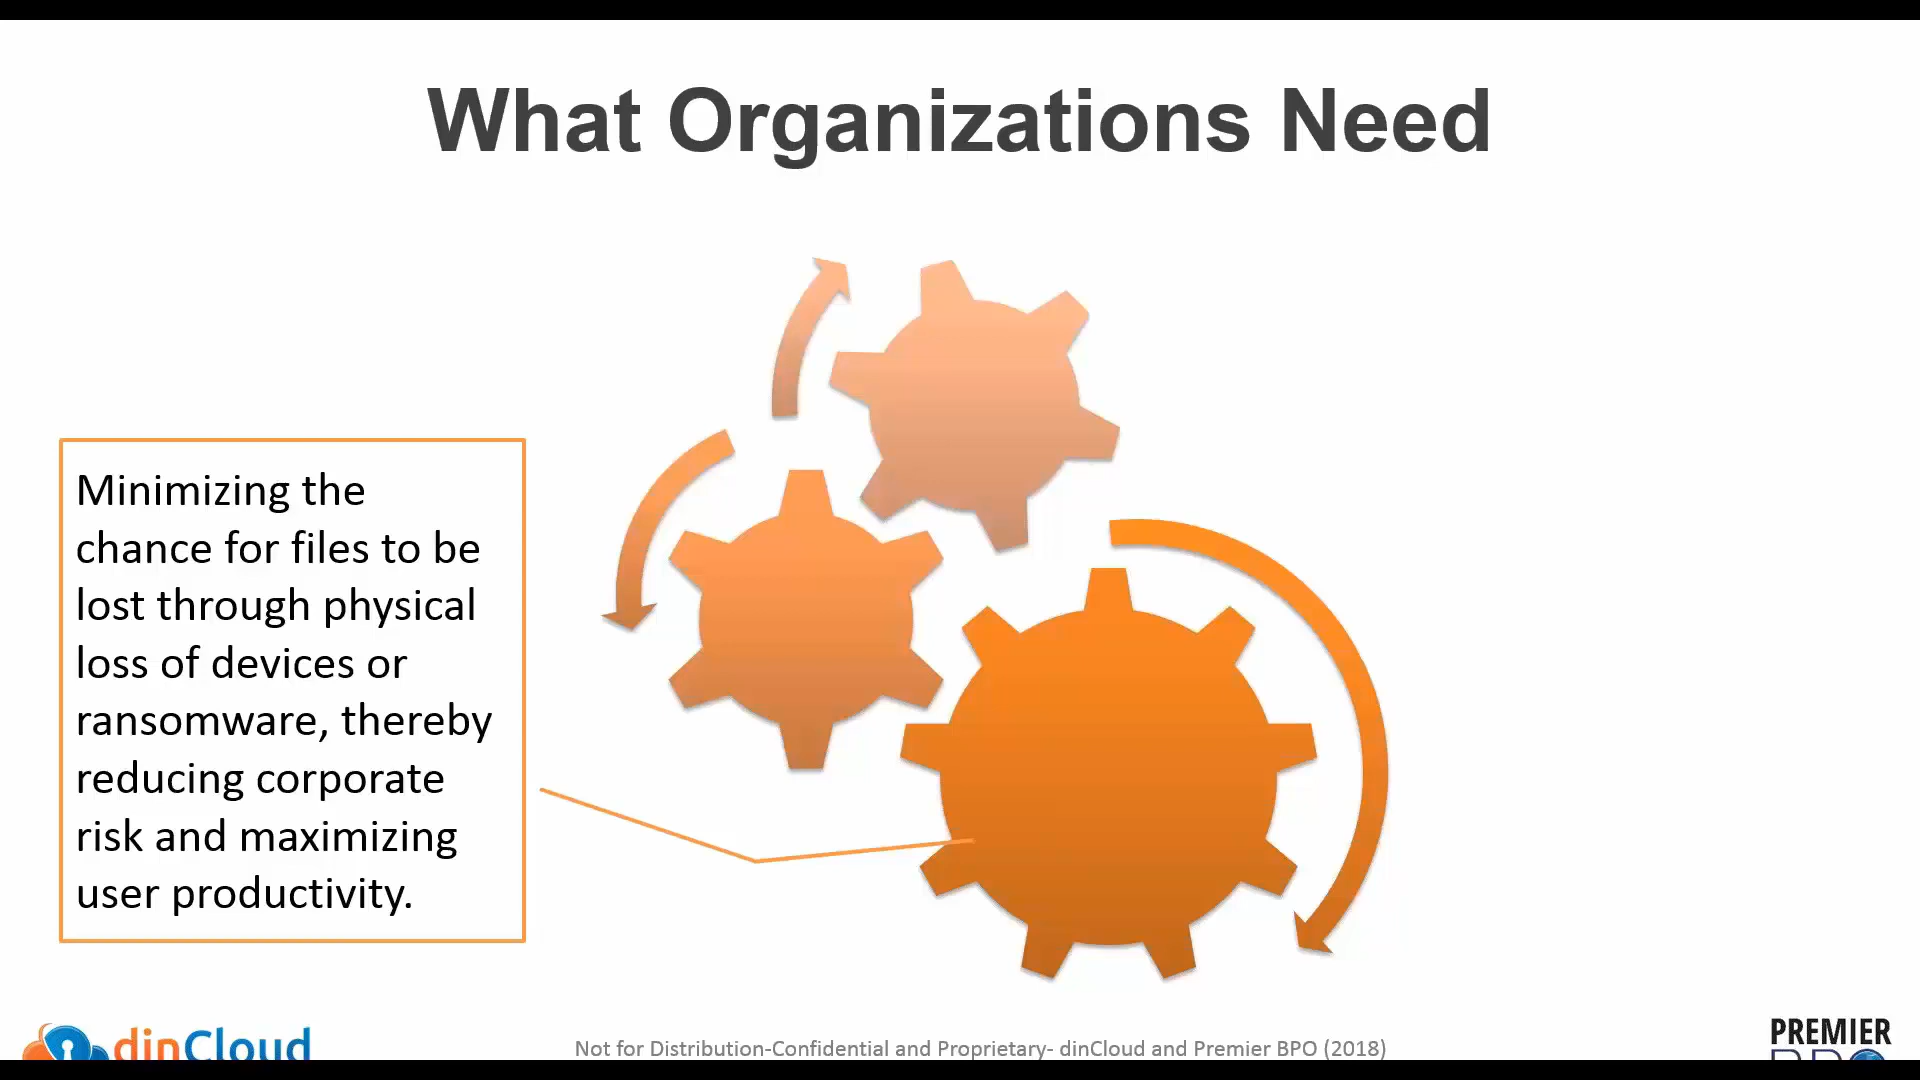 What Organizations Need
Minimizing the
chance for files to be
lost through physical
loss of devices or
ransomware, thereby
reducing corporate
risk and maximizing
user productivity.
dinCloud
Not for Distribution-Confidential and Proprietary- dinCloud and Premier BPO (2018)
PREMIER
BPO